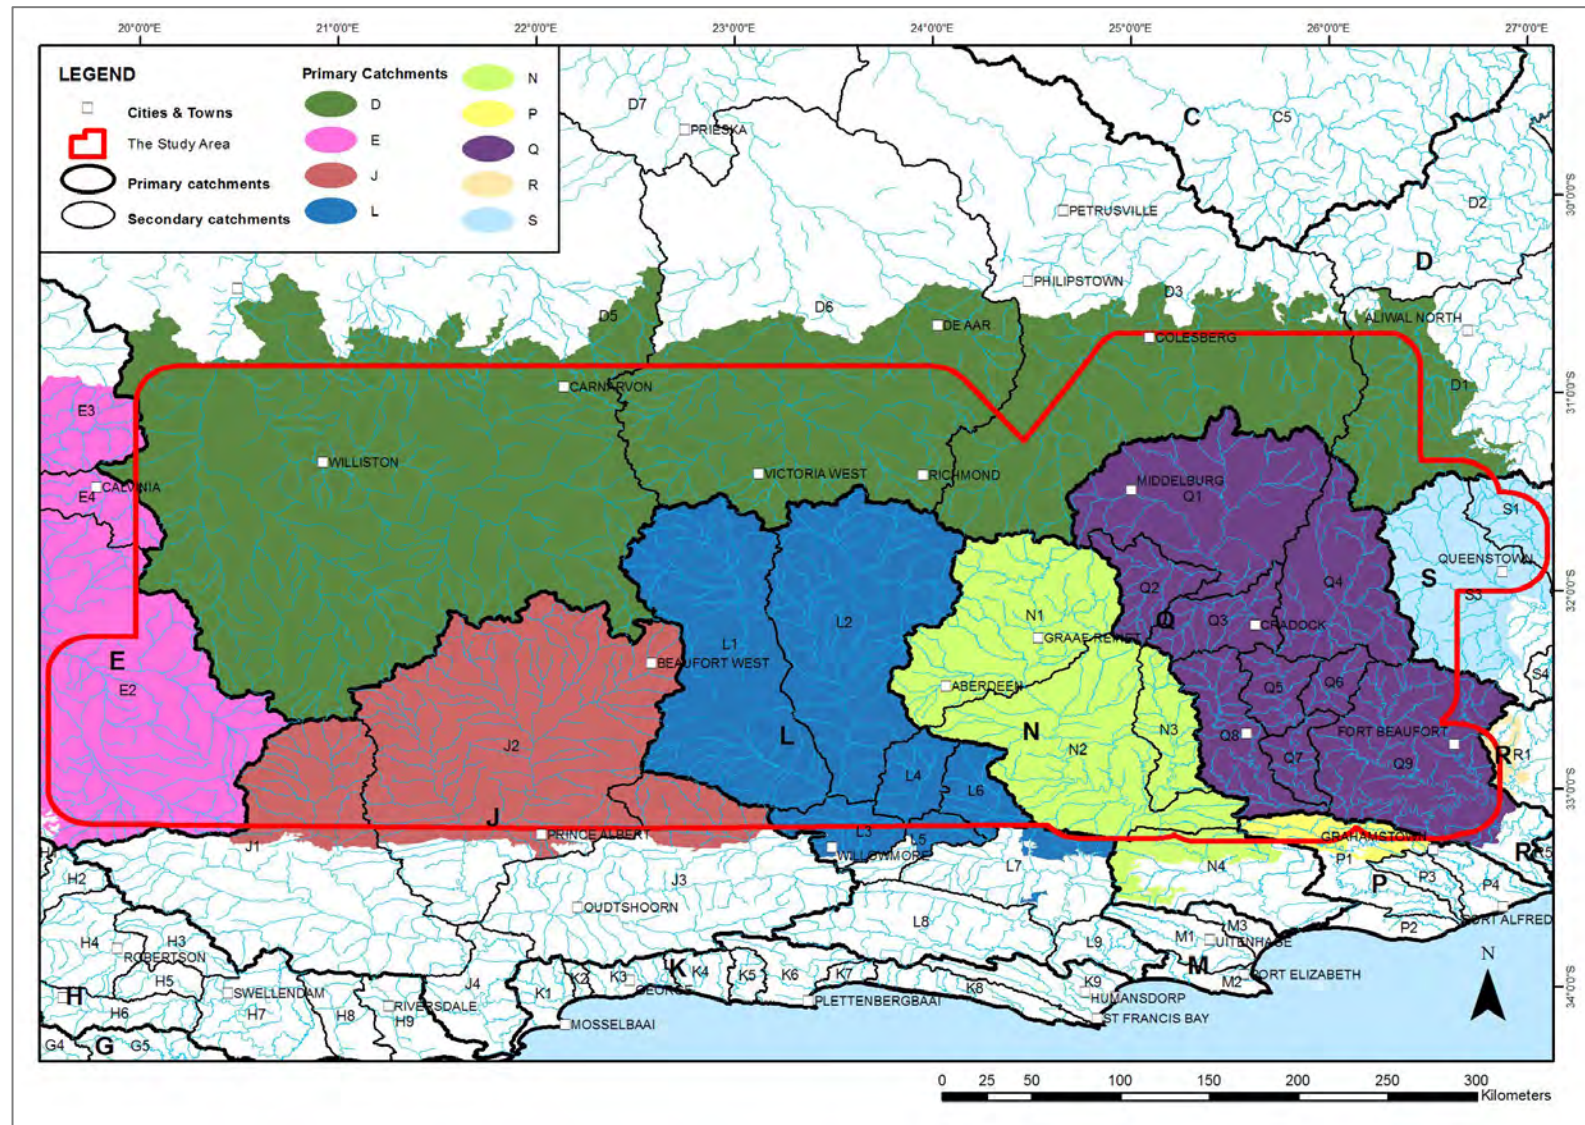 20°0'0"E 21°0'0"E 22°0'0"E 23°0'0"E 24°0'0"E 25°0'0"E 26°0'0"E 27°0'0"E
LEGEND
Cities & Towns
The Study Area
Primary catchments
Secondary catchments
Primary Catchments
D
E
J
L
N
P
Q
R
S
D7
PRIESKA
C
C5
PETRUSVILLE
D2
30°0'0"S
D
PHILIPSTOWN
D3
D5
D6
DE AAR
ALIWAL NORTH
COLESBERG
CARNARVON
D1
31°0'0"S
E3
WILLISTON
VICTORIA WEST
RICHMOND
MIDDELBURG
Q1
E4
CALVINIA
S1
QUEENSTOWN
S
Q2
Q4
S3
32°0'0"S
N1
L1
L2
Q
Q3
CRADOCK
GRAAF REINET
E
E2
BEAUFORT WEST
ABERDEEN
Q5
Q6
S4
J2
L
N
N2
N3
Q8
FORT BEAUFORT
Q7
Q9
R
R1
L4
L6
33°0'0"S
J
PRINCE ALBERT
L3
L5
GRAHAMSTOWN
J1
WILLOWMORE
P1
R
R5
H2
J3
L7
N4
P
P3
P4
OUDTSHOORN
PORT ALFRED
L8
P2
H4
H3
ROBERTSON
L9
M1
M3
UITENHAGE
H5
K
M
PORT ELIZABETH
M2
N
H
SWELLENDAM
J4
K1
K2
K3
GEORGE
K4
K5
K6
K7
K8
K9
HUMANSDORP
PLETTENBERGBAAI
34°0'0"S
H6
H7
H8
RIVERSDALE
H9
MOSSELBAAI
ST FRANCIS BAY
G4
G
G5
0 25 50 100 150 200 250 300
Kilometers